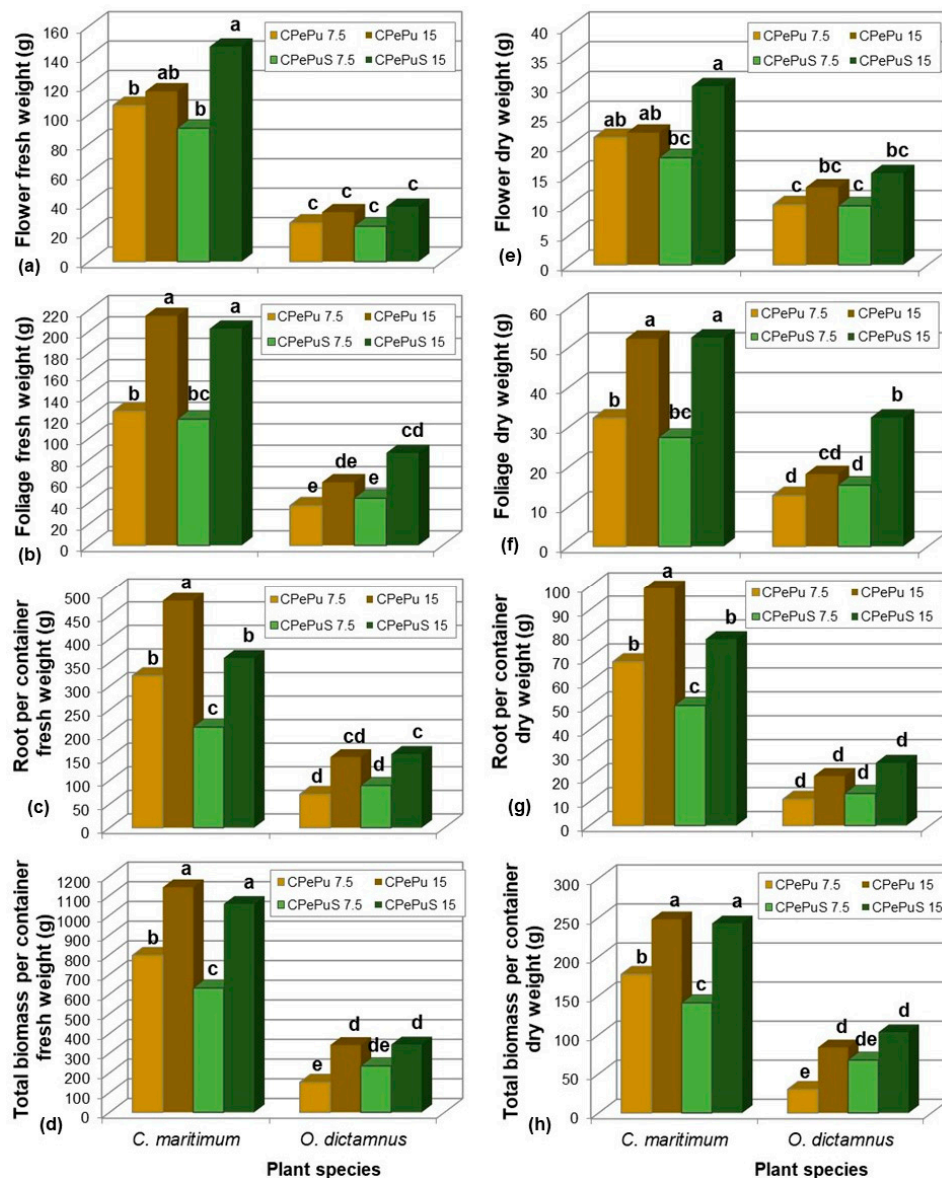 Flower fresh weight (g)
160
140
120
100
80
60
40
20
0
(a)
CPePu 7.5 CPePu 15
CPePuS 7.5 CPePuS 15
b ab b a c c c c
Flower dry weight (g)
40
35
30
25
20
15
10
5
0
(e)
CPePu 7.5 CPePu 15
CPePuS 7.5 CPePuS 15
ab ab bc a c bc c bc
Foliage fresh weight (g)
220
200
180
160
140
120
100
80
60
40
20
0
(b)
CPePu 7.5 CPePu 15
CPePuS 7.5 CPePuS 15
b a bc a e de e cd
Foliage dry weight (g)
60
50
40
30
20
10
0
(f)
CPePu 7.5 CPePu 15
CPePuS 7.5 CPePuS 15
b a bc a d cd d b
Root per container
fresh weight (g)
500
450
400
350
300
250
200
150
100
50
0
(c)
CPePu 7.5 CPePu 15
CPePuS 7.5 CPePuS 15
b a c b d cd d c
Root per container
dry weight (g)
100
90
80
70
60
50
40
30
20
10
0
(g)
CPePu 7.5 CPePu 15
CPePuS 7.5 CPePuS 15
b a c b d d d d
Total biomass per container
fresh weight (g)
1200
1100
1000
900
800
700
600
500
400
300
200
100
0
(d)
CPePu 7.5 CPePu 15
CPePuS 7.5 CPePuS 15
b a c a e d de d
C. maritimum O. dictamnus
Plant species
Total biomass per container
dry weight (g)
300
250
200
150
100
50
0
(h)
CPePu 7.5 CPePu 15
CPePuS 7.5 CPePuS 15
b a c a e d de d
C. maritimum O. dictamnus
Plant species